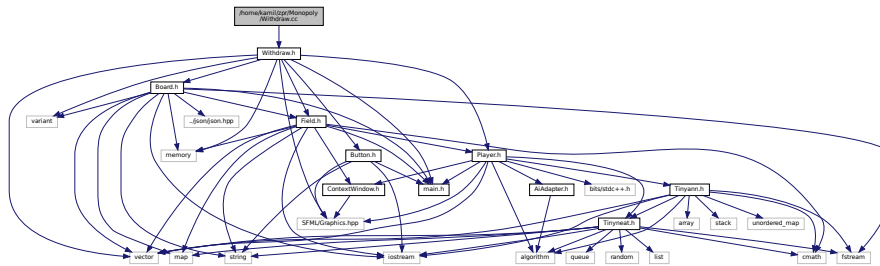 /home/kamil/zpr/Monopoly
/Withdraw.cc
Withdraw.h
Board.h
variant
../json/json.hpp
Field.h
memory
Button.h
Player.h
ContextWindow.h
main.h
AiAdapter.h
bits/stdc++.h
Tinyann.h
SFML/Graphics.hpp
Tinyneat.h
array
stack
unordered_map
vector
map
string
iostream
algorithm
queue
random
list
cmath
fstream